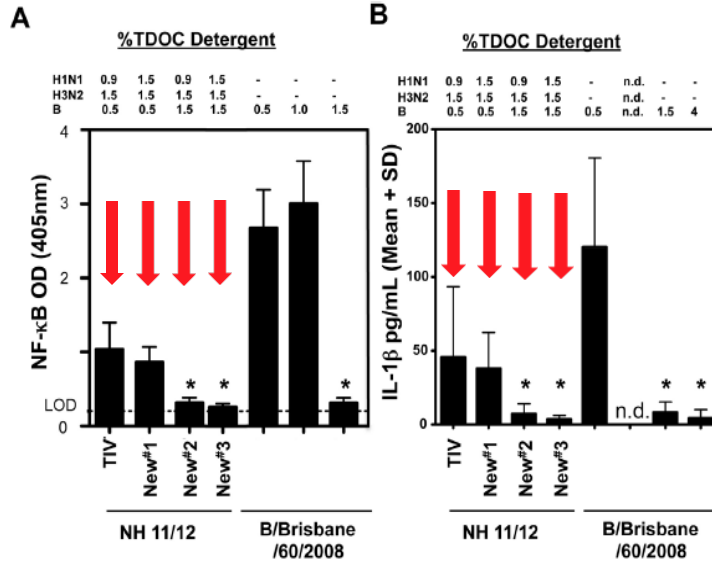 A
%TDOC Detergent
H1N1 0.9 1.5 0.9 1.5 - - -
H3N2 1.5 1.5 1.5 1.5 - - -
B 0.5 0.5 1.5 1.5 0.5 1.0 1.5
NF-κB OD (405nm)
4
3
2
1
LOD
0
* * *
TIV New#1 New#2 New#3
NH 11/12 B/Brisbane
/60/2008
B
%TDOC Detergent
H1N1 0.9 1.5 0.9 1.5 - n.d. - -
H3N2 1.5 1.5 1.5 1.5 - n.d. - -
B 0.5 0.5 1.5 1.5 0.5 n.d. 1.5 4
IL-1β pg/mL (Mean + SD)
200
150
100
50
0
* * n.d. * *
TIV New#1 New#2 New#3
NH 11/12 B/Brisbane
/60/2008